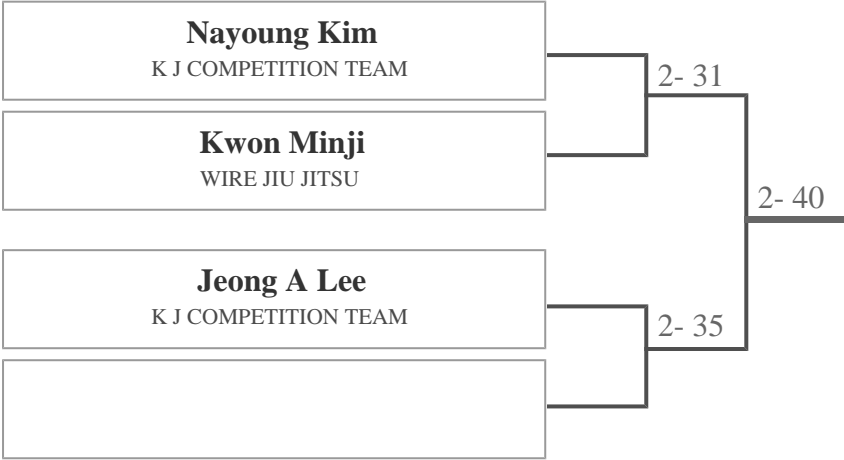 Nayoung Kim
K J COMPETITION TEAM
2- 31
Kwon Minji
WIRE JIU JITSU
2- 40
Jeong A Lee
K J COMPETITION TEAM
2- 35